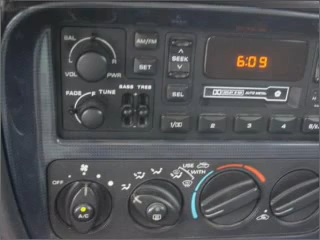 BAL
AM/FM
SEEK
6:09
VOL
PWR
SET
FADE
TUNE
BASS TREB
SEL
2 3 4
OFF
A/C
USE
WITH